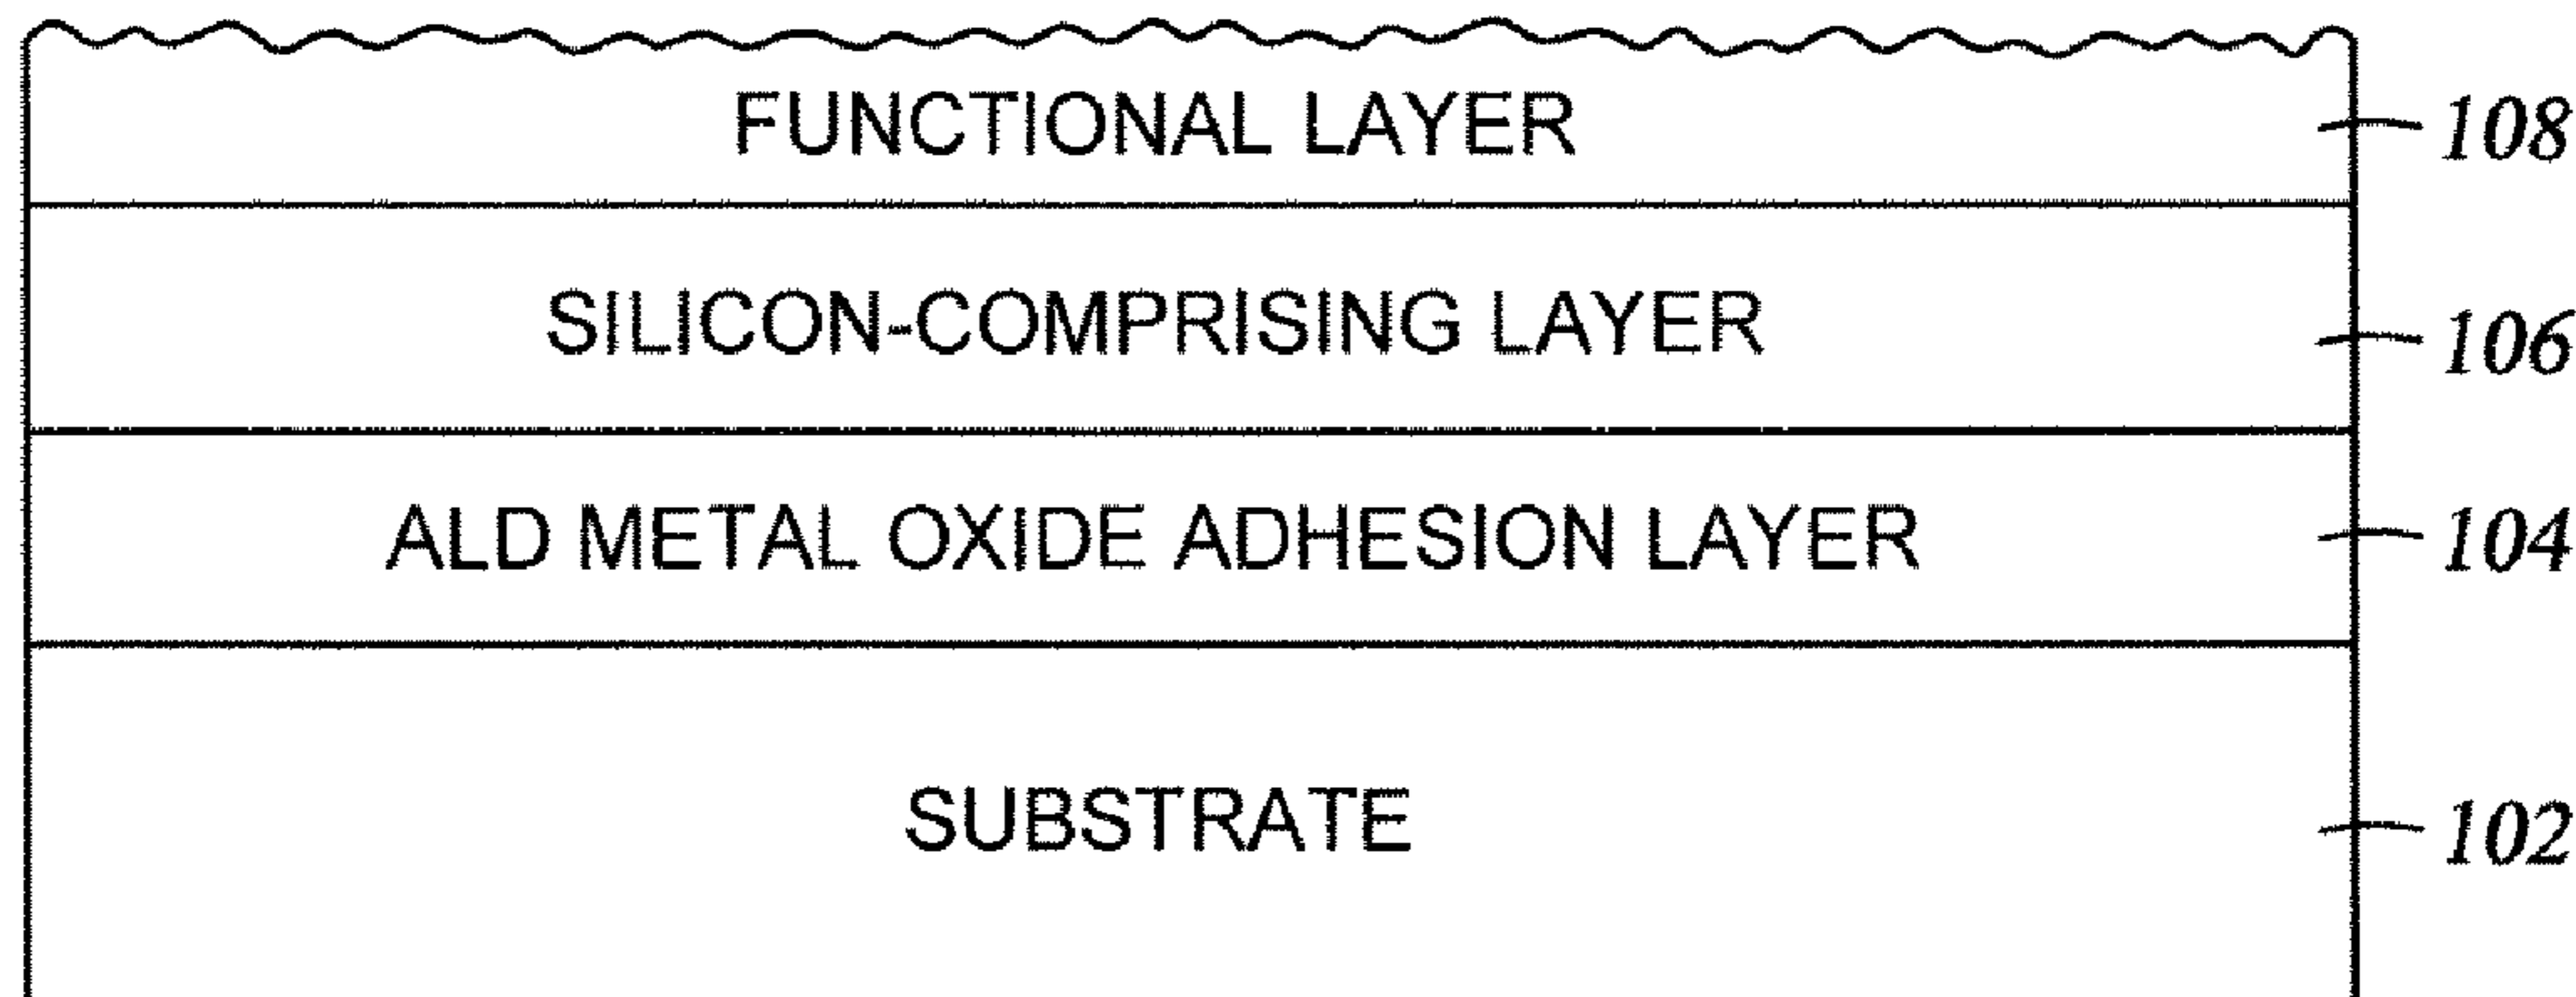 FUNCTIONAL LAYER 108
SILICON-COMPRISING LAYER 106
ALD METAL OXIDE ADHESION LAYER 104
SUBSTRATE 102